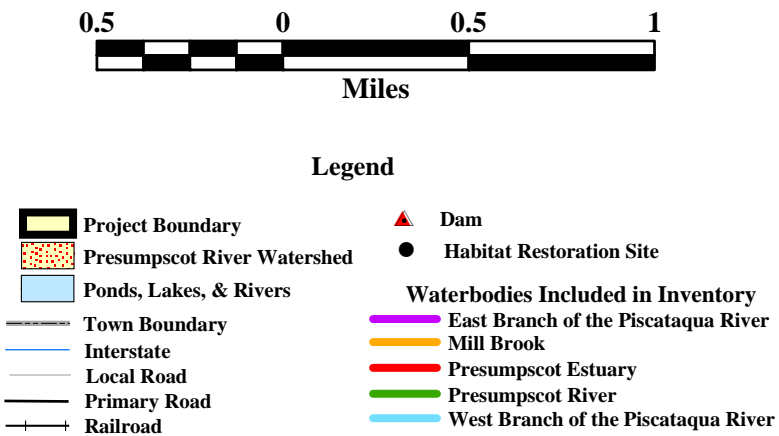 0.5 0 0.5 1
Miles
Legend
Project Boundary
Presumpscot River Watershed
Ponds, Lakes, & Rivers
Town Boundary
Interstate
Local Road
Primary Road
Railroad
Dam
Habitat Restoration Site
Waterbodies Included in Inventory
East Branch of the Piscataqua River
Mill Brook
Presumpscot Estuary
Presumpscot River
West Branch of the Piscataqua River